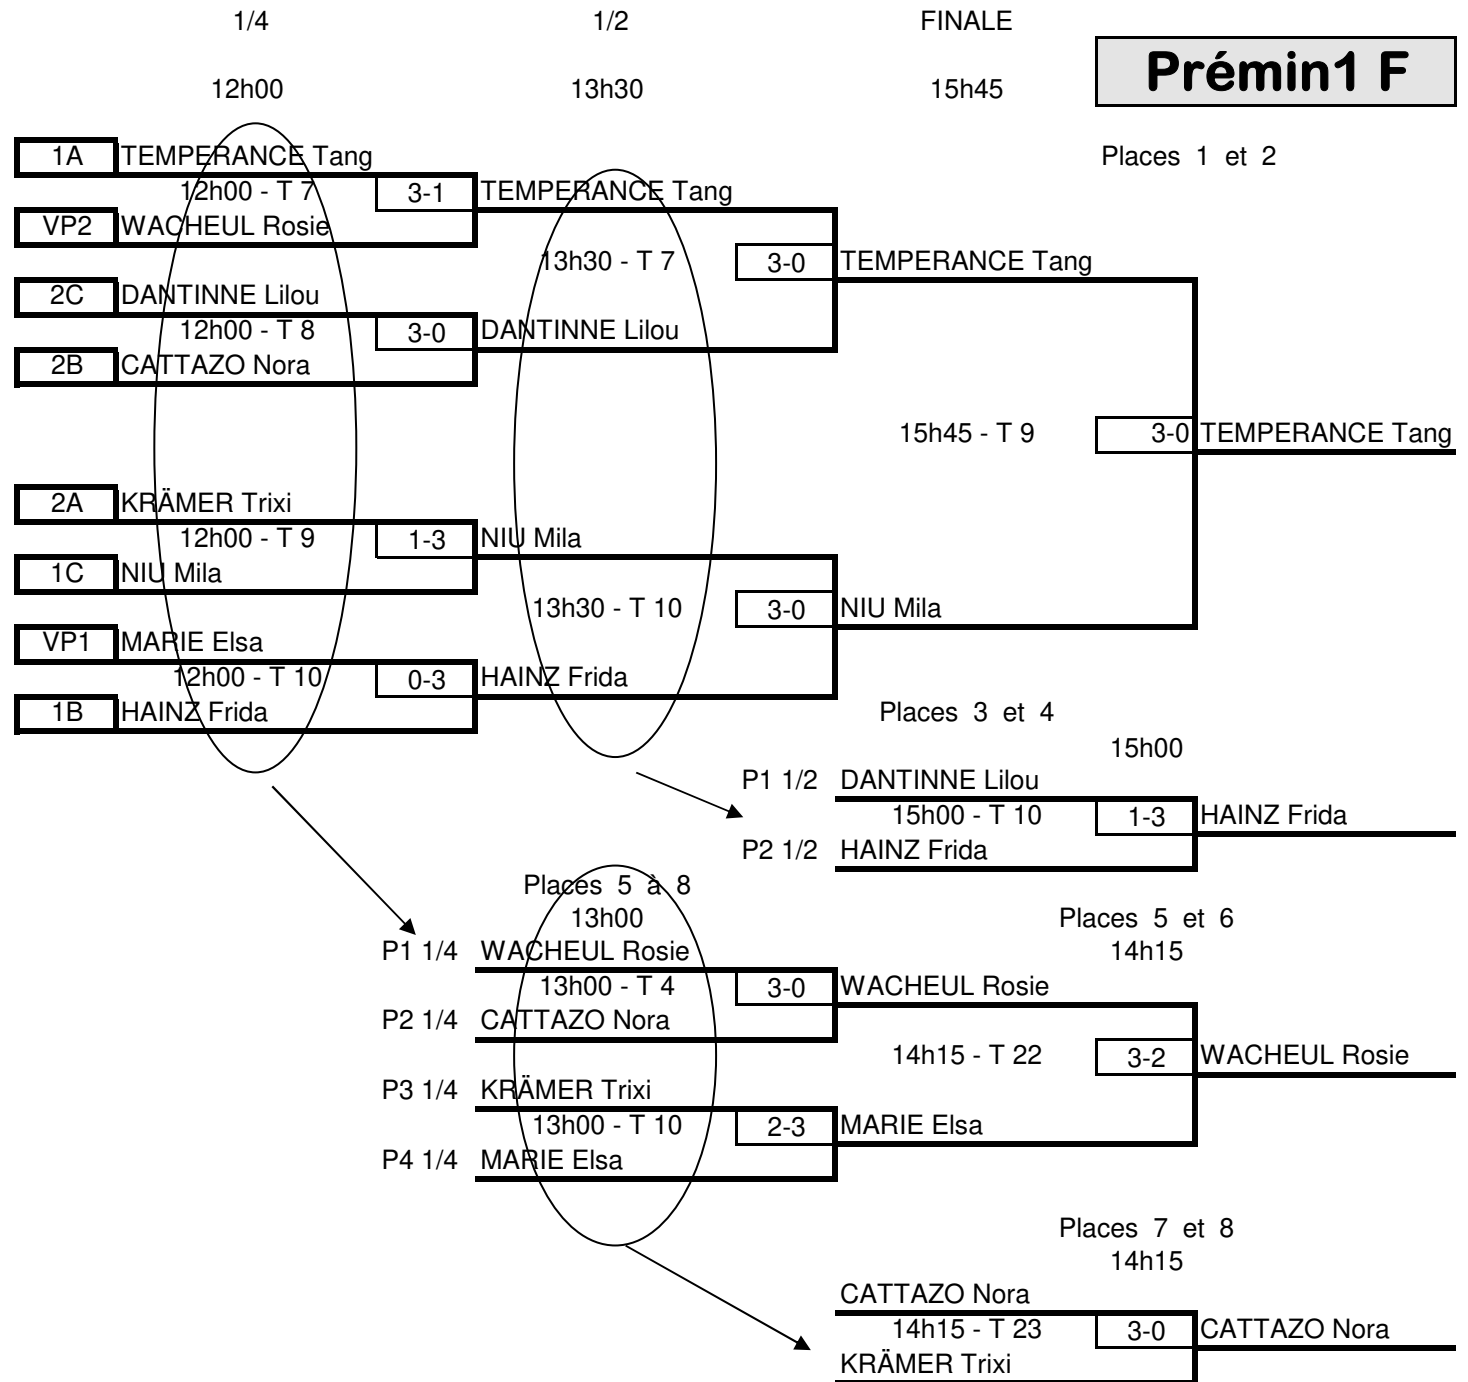 1/4 1/2 FINALE
Prémin1 F
12h00 13h30 15h45
1A TEMPERANCE Tang Places 1 et 2
12h00 - T 7 3-1 TEMPERANCE Tang
VP2 WACHEUL Rosie
13h30 - T 7 3-0 TEMPERANCE Tang
2C DANTINNE Lilou
12h00 - T 8 3-0 DANTINNE Lilou
2B CATTAZO Nora
15h45 - T 9 3-0 TEMPERANCE Tang
2A KRÄMER Trixi
12h00 - T 9 1-3 NIU Mila
1C NIU Mila
13h30 - T 10 3-0 NIU Mila
VP1 MARIE Elsa
12h00 - T 10 0-3 HAINZ Frida
1B HAINZ Frida Places 3 et 4
15h00
P1 1/2 DANTINNE Lilou
15h00 - T 10 1-3 HAINZ Frida
P2 1/2 HAINZ Frida
Places 5 à 8
13h00 Places 5 et 6
P1 1/4 WACHEUL Rosie 14h15
13h00 - T 4 3-0 WACHEUL Rosie
P2 1/4 CATTAZO Nora
14h15 - T 22 3-2 WACHEUL Rosie
P3 1/4 KRÄMER Trixi
13h00 - T 10 2-3 MARIE Elsa
P4 1/4 MARIE Elsa
Places 7 et 8
14h15
CATTAZO Nora
14h15 - T 23 3-0 CATTAZO Nora
KRÄMER Trixi